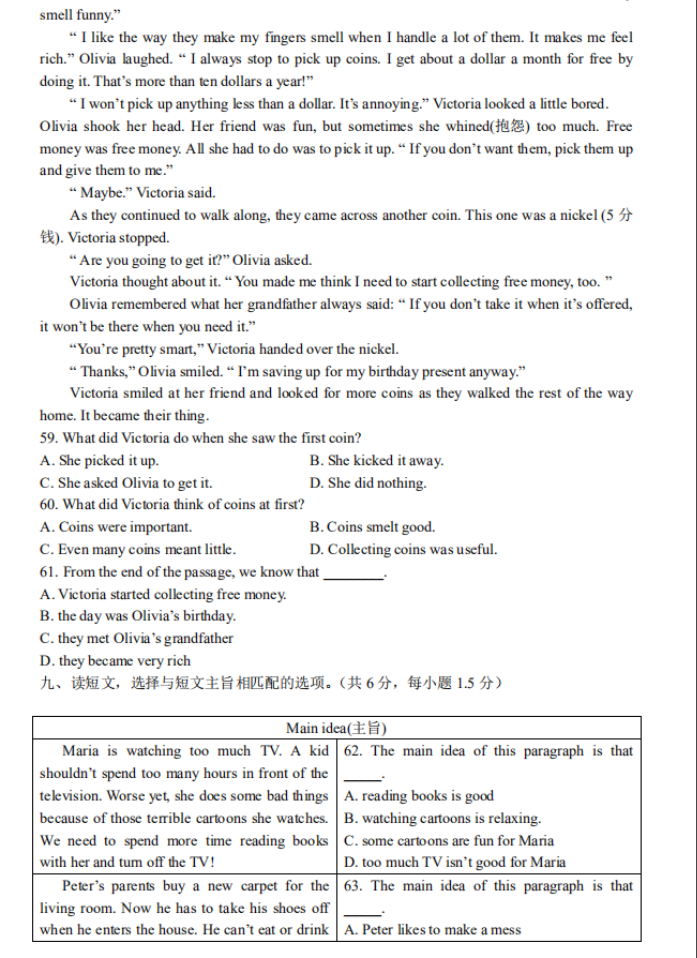 smell funny.”
“ I like the way they make my fingers smell when I handle a lot of them. It makes me feel
rich.” Olivia laughed. “ I always stop to pick up coins. I get about a dollar a month for free by
doing it. That’s more than ten dollars a year!”
“ I won’t pick up anything less than a dollar. It’s annoying.” Victoria looked a little bored.
Olivia shook her head. Her friend was fun, but sometimes she whined(抱怨) too much. Free
money was free money. All she had to do was to pick it up. “ If you don’t want them, pick them up
and give them to me.”
“ Maybe.” Victoria said.
As they continued to walk along, they came across another coin. This one was a nickel (5 分
钱). Victoria stopped.
“ Are you going to get it?” Olivia asked.
Victoria thought about it. “ You made me think I need to start collecting free money, too. ”
Olivia remembered what her grandfather always said: “ If you don’t take it when it’s offered,
it won’t be there when you need it.”
“You’re pretty smart,” Victoria handed over the nickel.
“ Thanks,” Olivia smiled. “ I’m saving up for my birthday present anyway.”
Victoria smiled at her friend and looked for more coins as they walked the rest of the way
home. It became their thing.
59. What did Victoria do when she saw the first coin?
A. She picked it up. B. She kicked it away.
C. She asked Olivia to get it. D. She did nothing.
60. What did Victoria think of coins at first?
A. Coins were important. B. Coins smelt good.
C. Even many coins meant little. D. Collecting coins was useful.
61. From the end of the passage, we know that ________.
A. Victoria started collecting free money.
B. the day was Olivia’s birthday.
C. they met Olivia’s grandfather
D. they became very rich
九、读短文，选择与短文主旨相匹配的选项。（共 6 分，每小题 1.5 分）
Main idea(主旨)
Maria is watching too much TV. A kid
shouldn’t spend too many hours in front of the
television. Worse yet, she does some bad things
because of those terrible cartoons she watches.
We need to spend more time reading books
with her and turn off the TV!
62. The main idea of this paragraph is that
_____.
A. reading books is good
B. watching cartoons is relaxing.
C. some cartoons are fun for Maria
D. too much TV isn’t good for Maria
Peter’s parents buy a new carpet for the
living room. Now he has to take his shoes off
when he enters the house. He can’t eat or drink
63. The main idea of this paragraph is that
_____.
A. Peter likes to make a mess